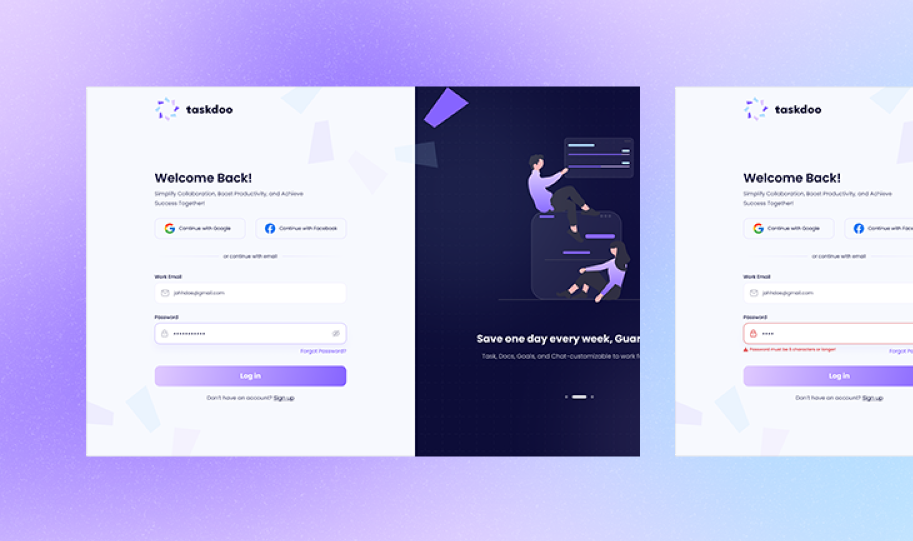 taskdoo
Welcome Back!
Simplify Collaboration, Boost Productivity, and Achieve
Success Together!
Continue with Google
Continue with Facebook
or continue with email
Work Email
johndoe@gmail.com
Password
Forgot Password?
Log in
Don't have an account? Sign up
Save one day every week, Guar
Task, Docs, Goals, and Chat-customizable to work
taskdoo
Welcome Back!
Simplify Collaboration, Boost Productivity, and Achieve
Success Together!
Continue with Google
Continue with Face
or continue with email
Work Email
johndoe@gmail.com
Password
Password must be 8 characters or longer
Forgot Pa
Log in
Don't have an account? Sign up